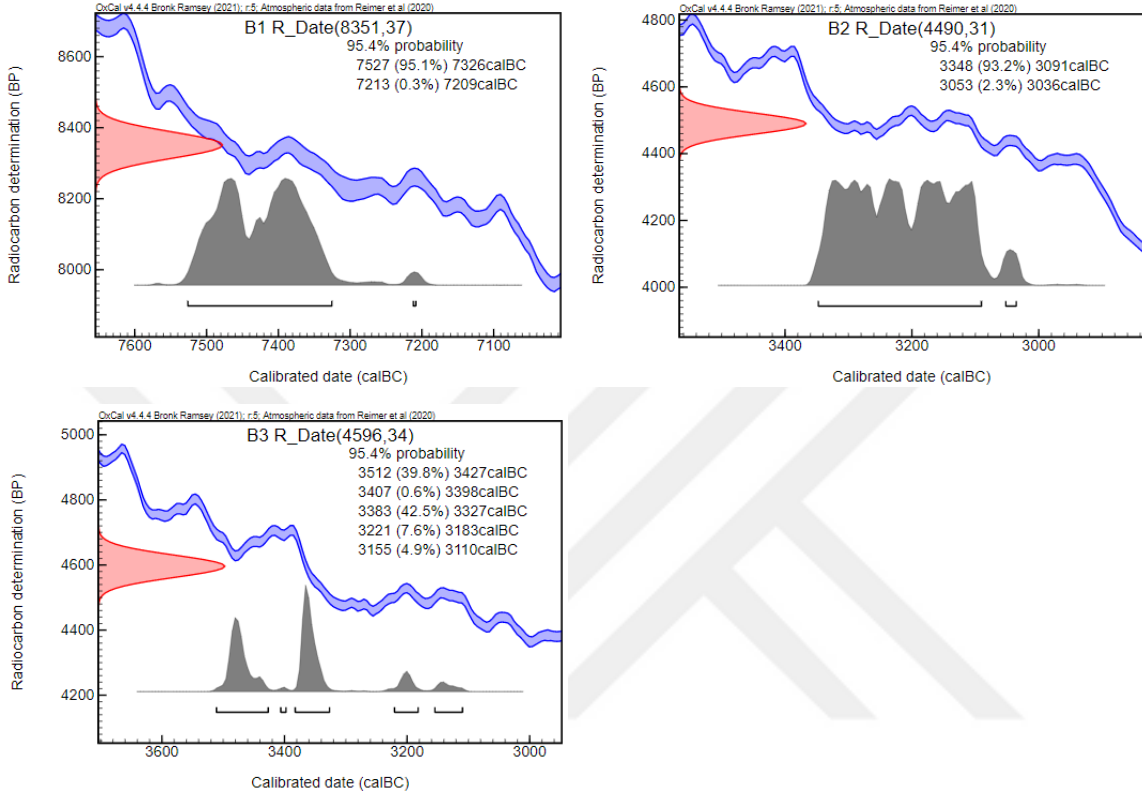 OxCal v4.4.4 Bronk Ramsey (2021); r:5; Atmospheric data from Reimer et al (2020)
B1 R_Date(8351,37)
95.4% probability
7527 (95.1%) 7326calBC
7213 (0.3%) 7209calBC
Radiocarbon determination (BP)
8600
8400
8200
8000
7600 7500 7400 7300 7200 7100
Calibrated date (calBC)
OxCal v4.4.4 Bronk Ramsey (2021); r:5; Atmospheric data from Reimer et al (2020)
B2 R_Date(4490,31)
95.4% probability
3348 (93.2%) 3091calBC
3053 (2.3%) 3036calBC
Radiocarbon determination (BP)
4800
4600
4400
4200
4000
3400 3200 3000
Calibrated date (calBC)
OxCal v4.4.4 Bronk Ramsey (2021); r:5; Atmospheric data from Reimer et al (2020)
B3 R_Date(4596,34)
95.4% probability
3512 (39.8%) 3427calBC
3407 (0.6%) 3398calBC
3383 (42.5%) 3327calBC
3221 (7.6%) 3183calBC
3155 (4.9%) 3110calBC
Radiocarbon determination (BP)
5000
4800
4600
4400
4200
3600 3400 3200 3000
Calibrated date (calBC)